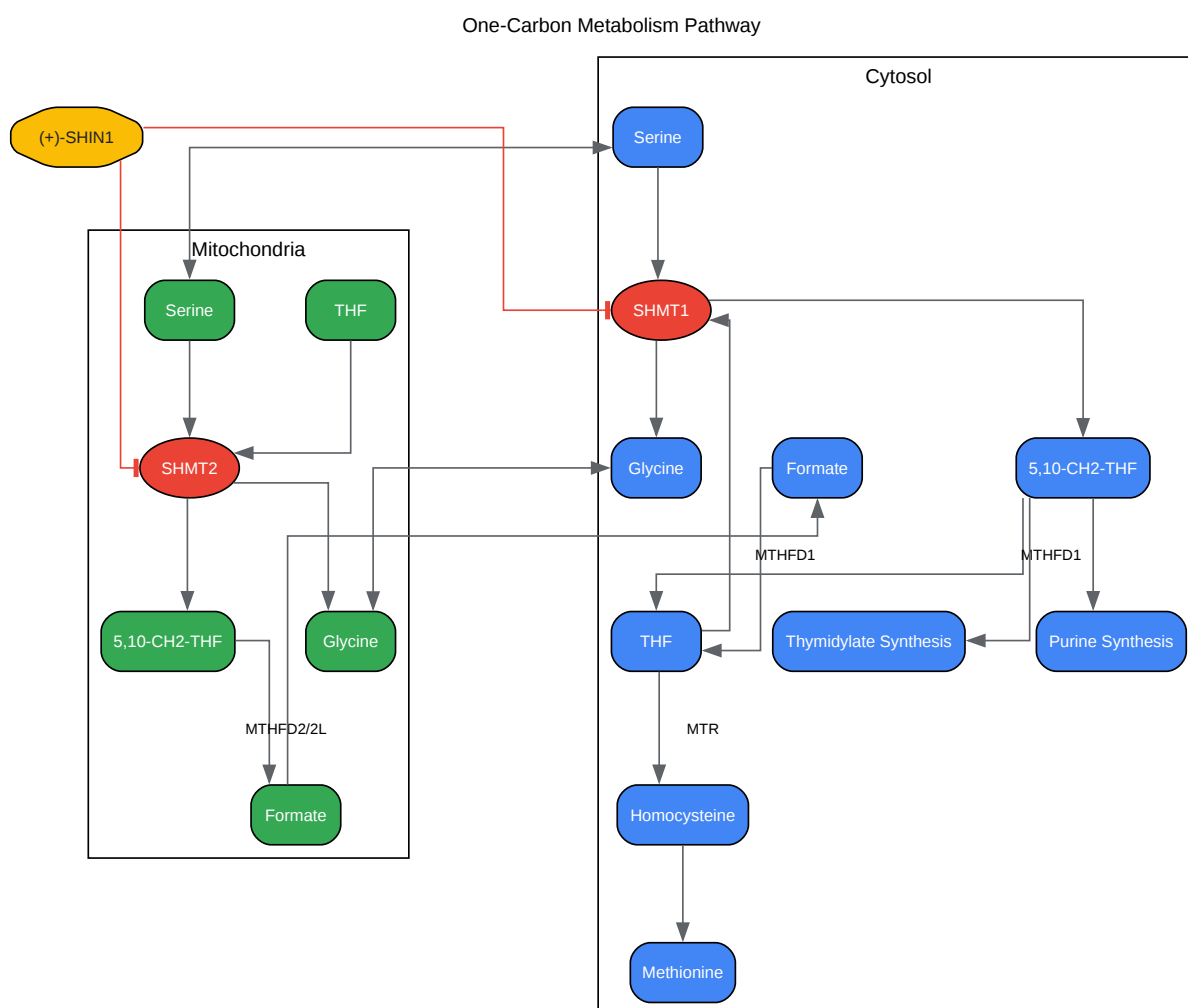 One-Carbon Metabolism Pathway
Cytosol
(+)-SHIN1
Serine
Mitochondria
Serine
THF
SHMT1
SHMT2
Glycine
Formate
5,10-CH2-THF
MTHFD1
MTHFD1
5,10-CH2-THF
Glycine
THF
Thymidylate Synthesis
Purine Synthesis
MTHFD2/2L
MTR
Formate
Homocysteine
Methionine